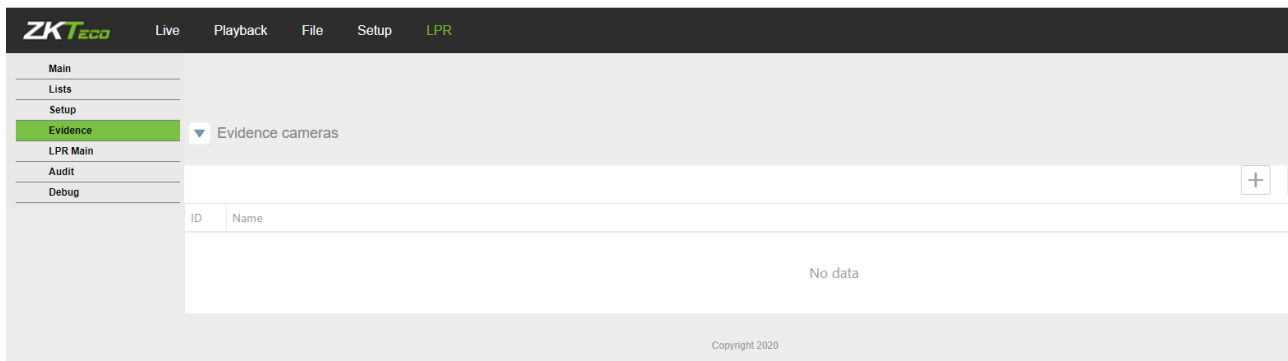 ZKTeco Live Playback File Setup LPR
Main
Lists
Setup
Evidence
LPR Main
Audit
Debug
Evidence cameras
ID Name
No data
Copyright 2020